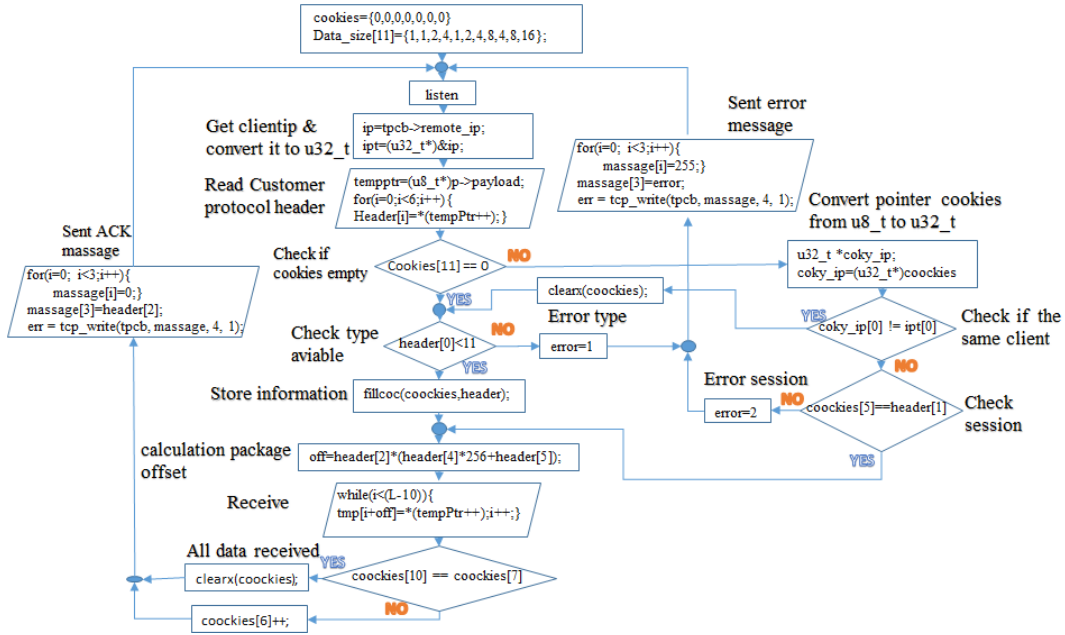 cookies={0,0,0,0,0,0,0}
Data_size[11]={1,1,2,4,1,2,4,8,4,8,16};
listen
Get clientip &
convert it to u32_t
ip=tpcb->remote_ip;
ipt=(u32_t*)&ip;
Sent error
message
for(i=0; i<3;i++){
massage[i]=255;}
massage[3]=error;
err = tcp_write(tpcb, massage, 4, 1);
Read Customer
protocol header
tempptr=(u8_t*)p->payload;
for(i=0;i<6;i++){
Header[i]=*(tempPtr++);}
Convert pointer cookies
from u8_t to u32_t
u32_t *coky_ip;
coky_ip=(u32_t*)coockies
Sent ACK
massage
for(i=0; i<3;i++){
massage[i]=0;}
massage[3]=header[2];
err = tcp_write(tpcb, massage, 4, 1);
Check if
cookies empty
Cookies[11] == 0
NO
YES
clearx(coockies);
YES
coky_ip[0] != ipt[0]
Check if the
same client
NO
Check type
aviable
header[0]<11
NO
Error type
error=1
YES
Store information
fillcoc(coockies,header);
Error session
error=2
NO
coockies[5]==header[1]
Check
session
YES
calculation package
offset
off=header[2]*(header[4]*256+header[5]);
Receive
while(i<(L-10)){
tmp[i+off]=*(tempPtr++);i++;}
All data received
YES
clearx(coockies);
coockies[10] == coockies[7]
NO
coockies[6]++;